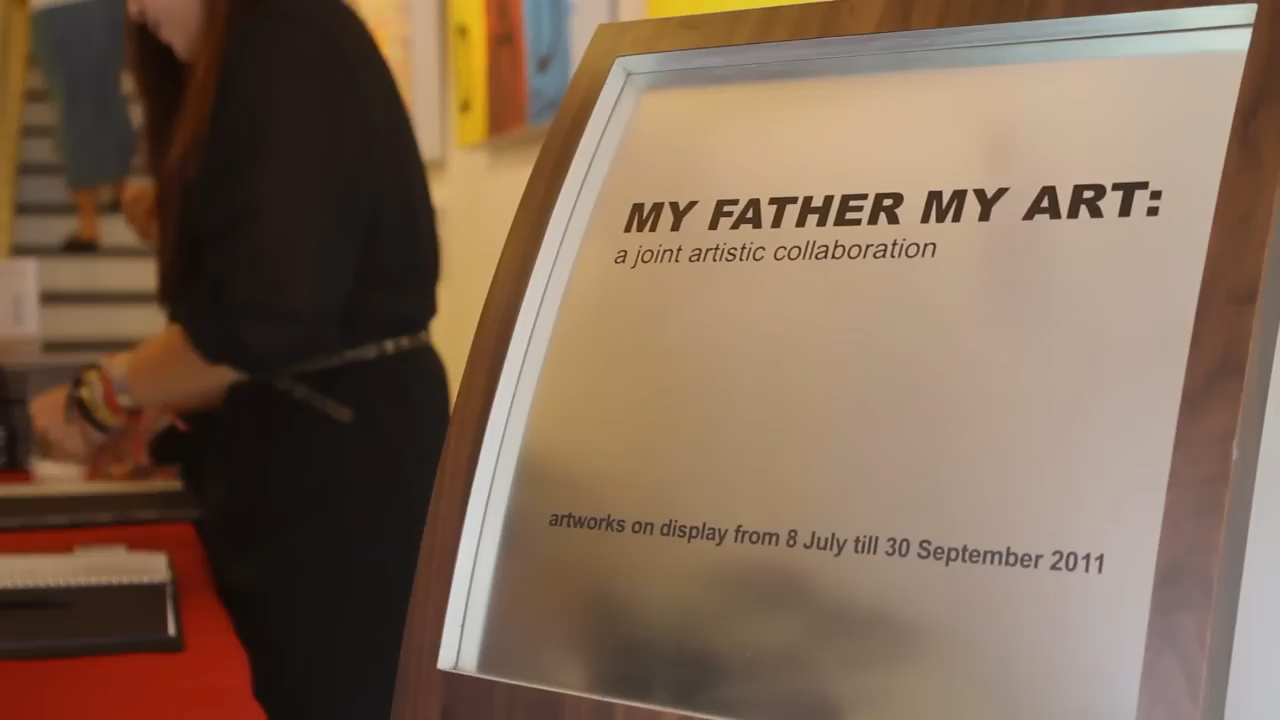 MY FATHER MY ART:
a joint artistic collaboration
artworks on display from 8 July till 30 September 2011